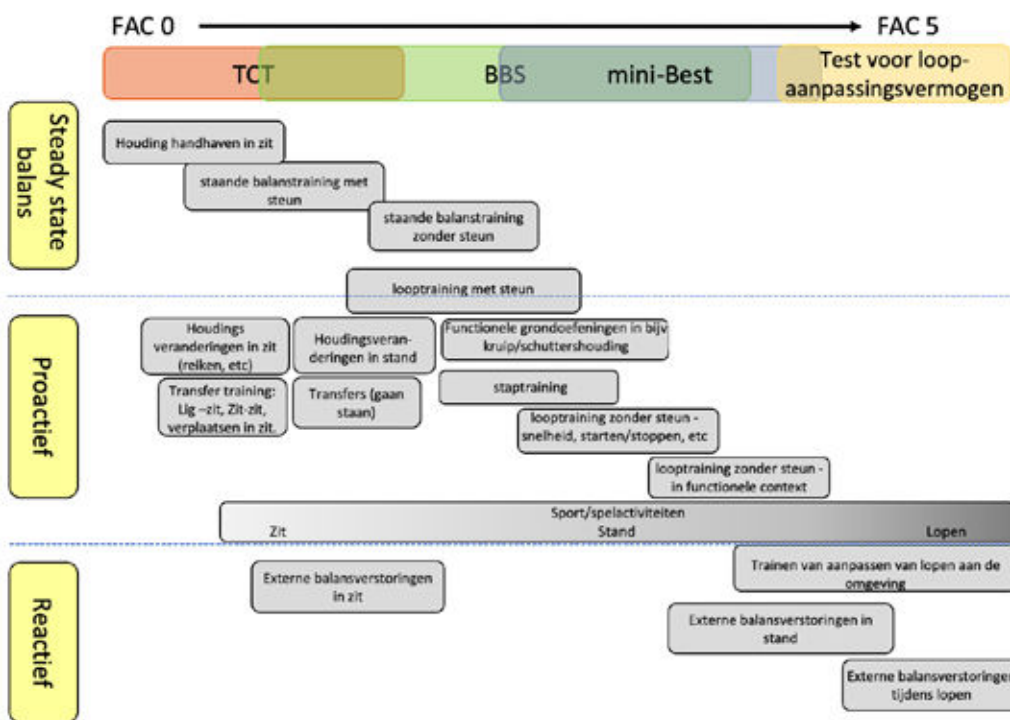 FAC 0
FAC 5
TCT
BBS
mini-Best
Test voor loop-
aanpassingsvermogen
Steady state
balans
Houding handhaven in zit
staande balanstraining met
steun
staande balanstraining
zonder steun
looptraining met steun
Proactief
Houdings
veranderingen in zit
(reiken, etc)
Houdingsveran-
deringen in stand
Functionele grondoefeningen in bijv
kruip/schuttershouding
Transfer training:
Lig –zit, Zit-zit,
verplaatsen in zit.
Transfers (gaan
staan)
staptraining
looptraining zonder steun -
snelheid, starten/stoppen, etc
looptraining zonder steun -
in functionele context
Sport/spelactiviteiten
Zit
Stand
Lopen
Reactief
Externe balansverstoringen
in zit
Trainen van aanpassen van lopen aan de
omgeving
Externe balansverstoringen in
stand
Externe balansverstoringen
tijdens lopen